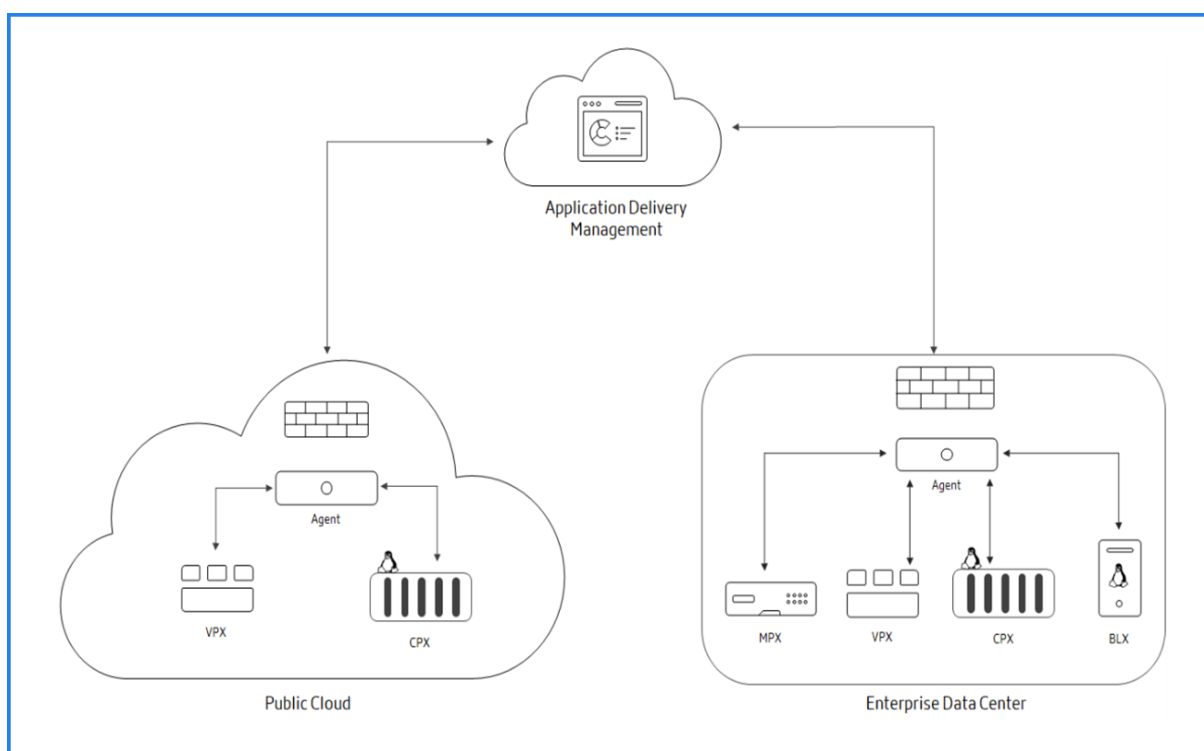 Application Delivery
Management
Agent
VPX
CPX
Public Cloud
Agent
MPX
VPX
CPX
BLX
Enterprise Data Center